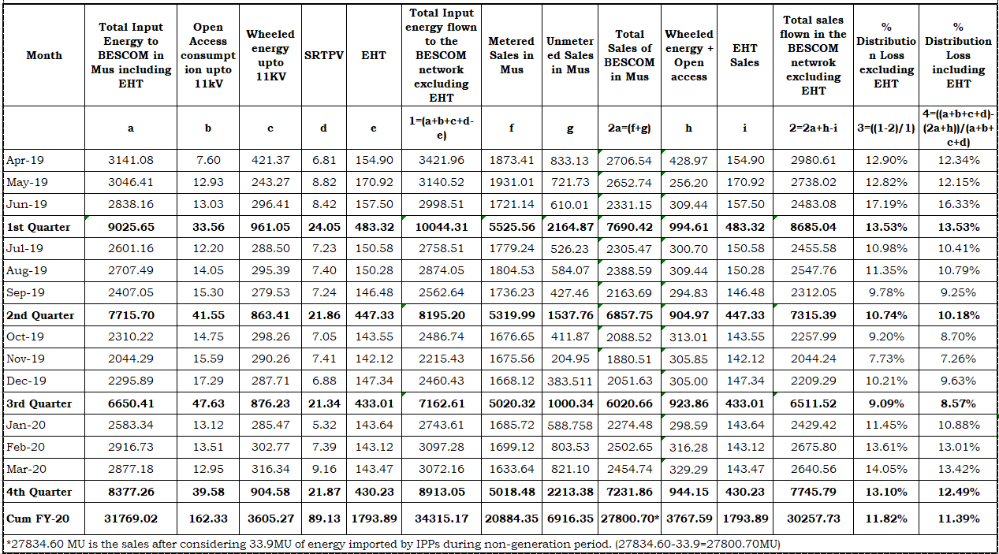 Month | Total Input Energy to BESCOM in Mus including EHT | Open Access consumpt ion upto 11kV | Wheeled energy upto 11KV | SRTPV | EHT | Total Input energy flown to the BESCOM network excluding EHT | Metered Sales in Mus | Unmeter ed Sales in Mus | Total Sales of BESCOM in Mus | Wheeled energy + Open access | EHT Sales | Total sales flown in the BESCOM netwrok excluding EHT | % Distributio n Loss excluding EHT | % Distribution Loss including EHT
a | b | c | d | e | 1=(a+b+c+d-e) | f | g | 2a=(f+g) | h | i | 2=2a+h-i | 3=((1-2)/1) | 4=((a+b+c+d)-(2a+h))/(a+b+c+d)
Apr-19 | 3141.08 | 7.60 | 421.37 | 6.81 | 154.90 | 3421.96 | 1873.41 | 833.13 | 2706.54 | 428.97 | 154.90 | 2980.61 | 12.90% | 12.34%
May-19 | 3046.41 | 12.93 | 243.27 | 8.82 | 170.92 | 3140.52 | 1931.01 | 721.73 | 2652.74 | 256.20 | 170.92 | 2738.02 | 12.82% | 12.15%
Jun-19 | 2838.16 | 13.03 | 296.41 | 8.42 | 157.50 | 2998.51 | 1721.14 | 610.01 | 2331.15 | 309.44 | 157.50 | 2483.08 | 17.19% | 16.33%
1st Quarter | 9025.65 | 33.56 | 961.05 | 24.05 | 483.32 | 10044.31 | 5525.56 | 2164.87 | 7690.42 | 994.61 | 483.32 | 8685.04 | 13.53% | 13.53%
Jul-19 | 2601.16 | 12.20 | 288.50 | 7.23 | 150.58 | 2758.51 | 1779.24 | 526.23 | 2305.47 | 300.70 | 150.58 | 2455.58 | 10.98% | 10.41%
Aug-19 | 2707.49 | 14.05 | 295.39 | 7.40 | 150.28 | 2874.05 | 1804.53 | 584.07 | 2388.59 | 309.44 | 150.28 | 2547.76 | 11.35% | 10.79%
Sep-19 | 2407.05 | 15.30 | 279.53 | 7.24 | 146.48 | 2562.64 | 1736.23 | 427.46 | 2163.69 | 294.83 | 146.48 | 2312.05 | 9.78% | 9.25%
2nd Quarter | 7715.70 | 41.55 | 863.41 | 21.86 | 447.33 | 8195.20 | 5319.99 | 1537.76 | 6857.75 | 904.97 | 447.33 | 7315.39 | 10.74% | 10.18%
Oct-19 | 2310.22 | 14.75 | 298.26 | 7.05 | 143.55 | 2486.74 | 1676.65 | 411.87 | 2088.52 | 313.01 | 143.55 | 2257.99 | 9.20% | 8.70%
Nov-19 | 2044.29 | 15.59 | 290.26 | 7.41 | 142.12 | 2215.43 | 1675.56 | 204.95 | 1880.51 | 305.85 | 142.12 | 2044.24 | 7.73% | 7.26%
Dec-19 | 2295.89 | 17.29 | 287.71 | 6.88 | 147.34 | 2460.43 | 1668.12 | 383.511 | 2051.63 | 305.00 | 147.34 | 2209.29 | 10.21% | 9.63%
3rd Quarter | 6650.41 | 47.63 | 876.23 | 21.34 | 433.01 | 7162.61 | 5020.32 | 1000.34 | 6020.66 | 923.86 | 433.01 | 6511.52 | 9.09% | 8.57%
Jan-20 | 2583.34 | 13.12 | 285.47 | 5.32 | 143.64 | 2743.61 | 1685.72 | 588.758 | 2274.48 | 298.59 | 143.64 | 2429.42 | 11.45% | 10.88%
Feb-20 | 2916.73 | 13.51 | 302.77 | 7.39 | 143.12 | 3097.28 | 1699.12 | 803.53 | 2502.65 | 316.28 | 143.12 | 2675.80 | 13.61% | 13.01%
Mar-20 | 2877.18 | 12.95 | 316.34 | 9.16 | 143.47 | 3072.16 | 1633.64 | 821.10 | 2454.74 | 329.29 | 143.47 | 2640.56 | 14.05% | 13.42%
4th Quarter | 8377.26 | 39.58 | 904.58 | 21.87 | 430.23 | 8913.05 | 5018.48 | 2213.38 | 7231.86 | 944.15 | 430.23 | 7745.79 | 13.10% | 12.49%
Cum FY-20 | 31769.02 | 162.33 | 3605.27 | 89.13 | 1793.89 | 34315.17 | 20884.35 | 6916.35 | 27800.70* | 3767.59 | 1793.89 | 30257.73 | 11.82% | 11.39%
*27834.60 MU is the sales after considering 33.9MU of energy imported by IPPs during non-generation period. (27834.60-33.9=27800.70MU)